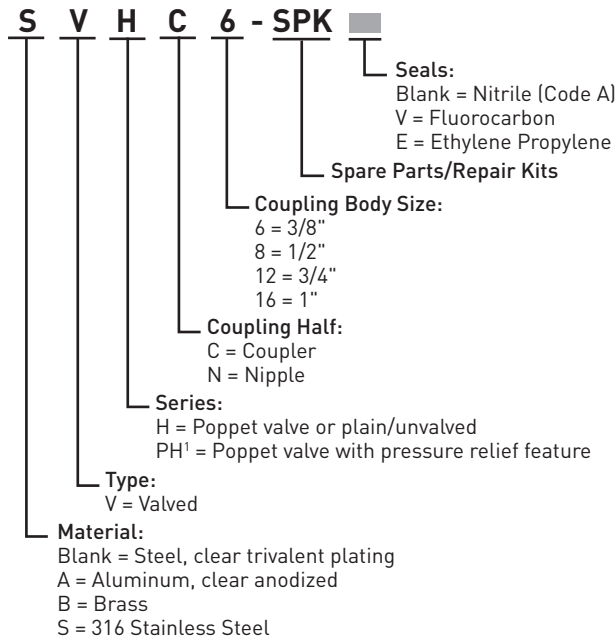 S V H C 6 - SPK
Seals:
Blank = Nitrile (Code A)
V = Fluorocarbon
E = Ethylene Propylene
Spare Parts/Repair Kits
Coupling Body Size:
6 = 3/8"
8 = 1/2"
12 = 3/4"
16 = 1"
Coupling Half:
C = Coupler
N = Nipple
Series:
H = Poppet valve or plain/unvalved
PH¹ = Poppet valve with pressure relief feature
Type:
V = Valved
Material:
Blank = Steel, clear trivalent plating
A = Aluminum, clear anodized
B = Brass
S = 316 Stainless Steel